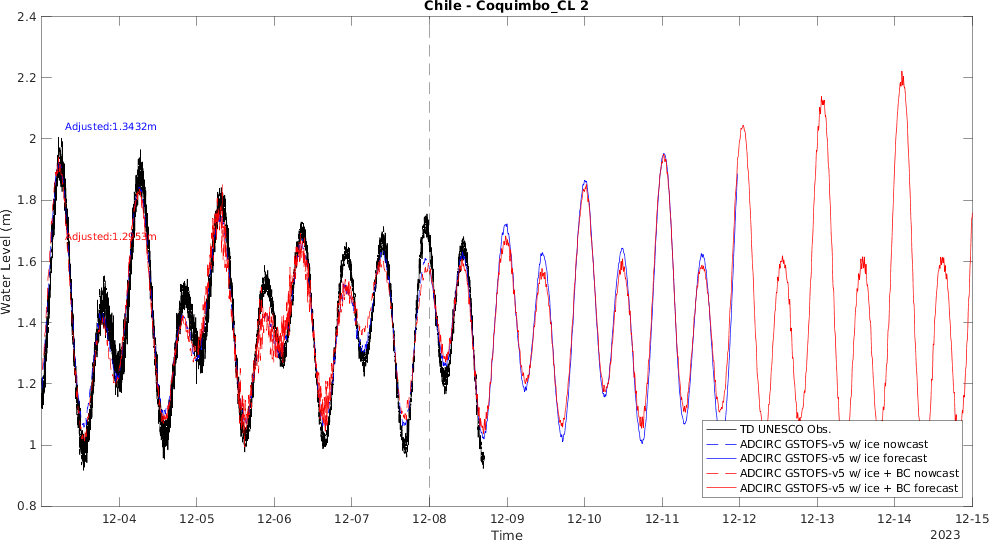 Chile - Coquimbo_CL 2
2.4
2.2
2
1.8
1.6
1.4
1.2
1
0.8
Water Level (m)
Adjusted:1.3432m
Adjusted:1.2953m
TD UNESCO Obs.
ADCIRC GSTOFS-v5 w/ ice nowcast
ADCIRC GSTOFS-v5 w/ ice forecast
ADCIRC GSTOFS-v5 w/ ice + BC nowcast
ADCIRC GSTOFS-v5 w/ ice + BC forecast
12-04 12-05 12-06 12-07 12-08 12-09 12-10 12-11 12-12 12-13 12-14 12-15
Time
2023